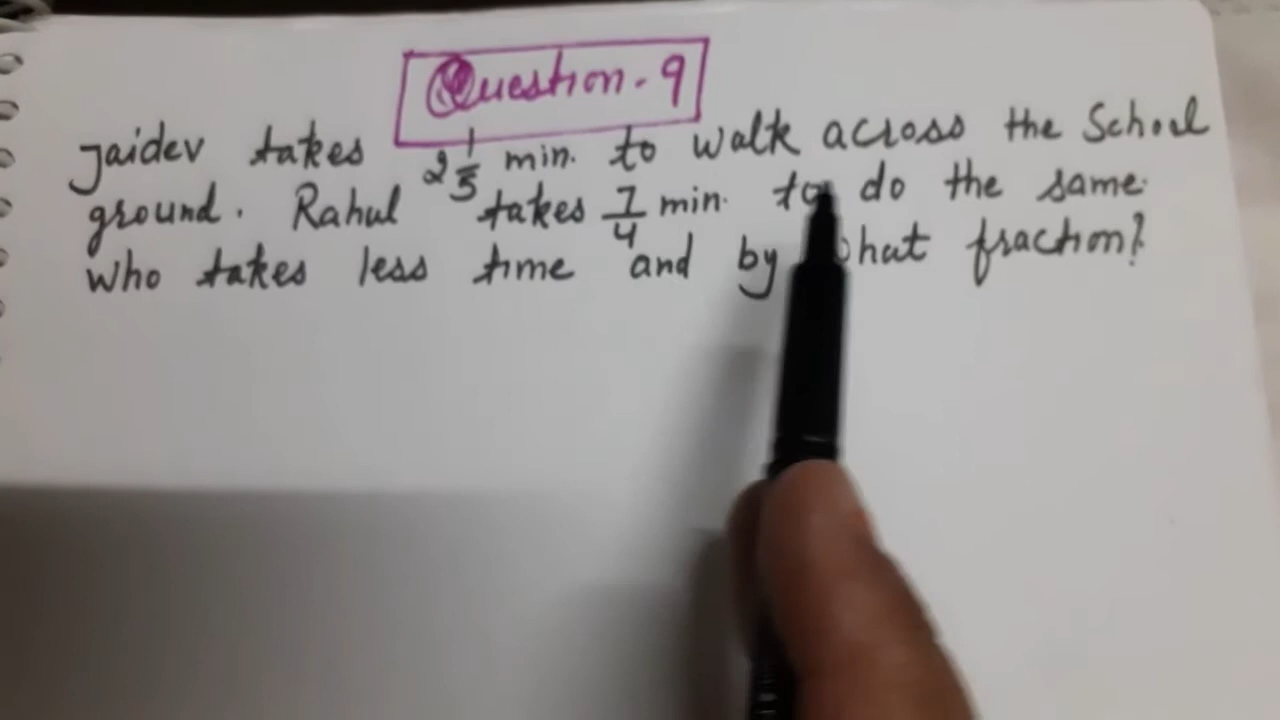 Question - 9
Jaidev takes 2 1/5 min. to walk across the School
ground. Rahul takes 7/4 min. to do the same.
Who takes less time and by what fraction?